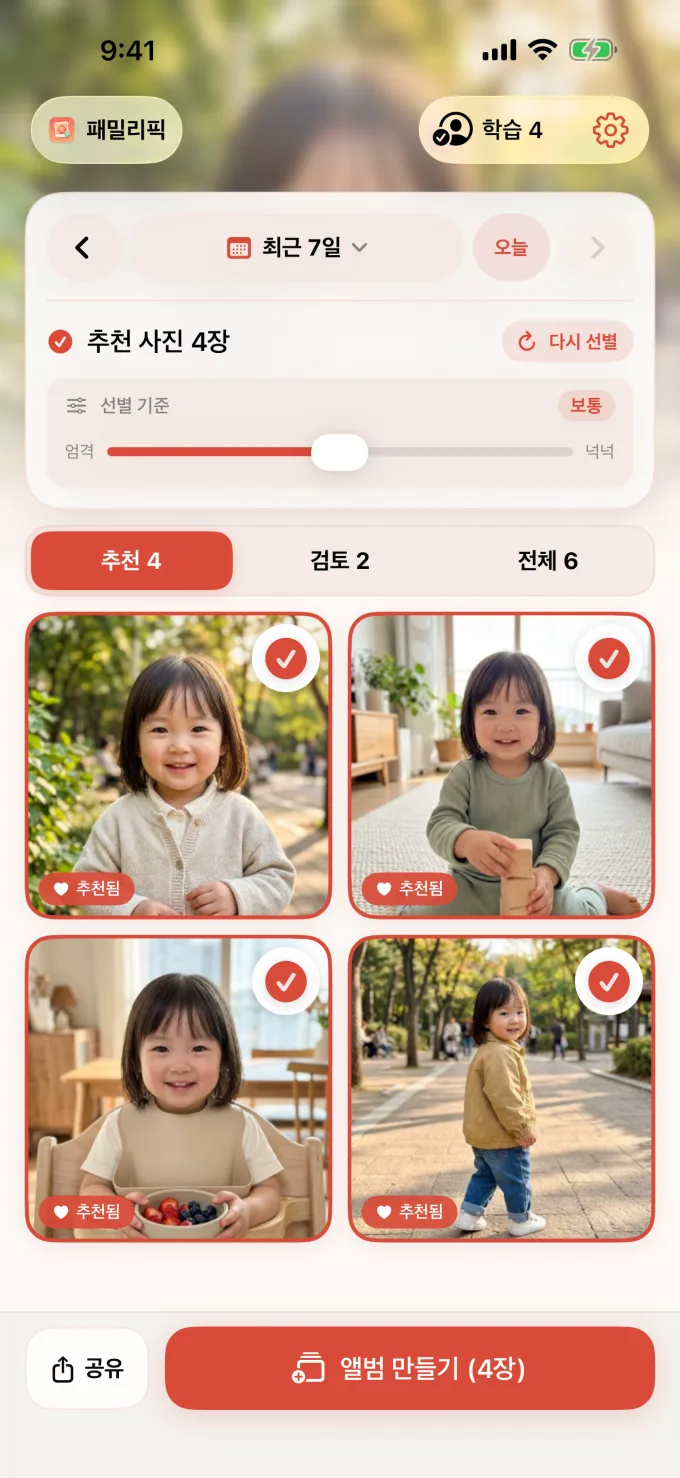 9:41
패밀리픽
학습 4
최근 7일
오늘
추천 사진 4장
다시 선별
선별 기준
보통
엄격
넉넉
추천 4
검토 2
전체 6
추천됨
추천됨
추천됨
추천됨
공유
앨범 만들기 (4장)